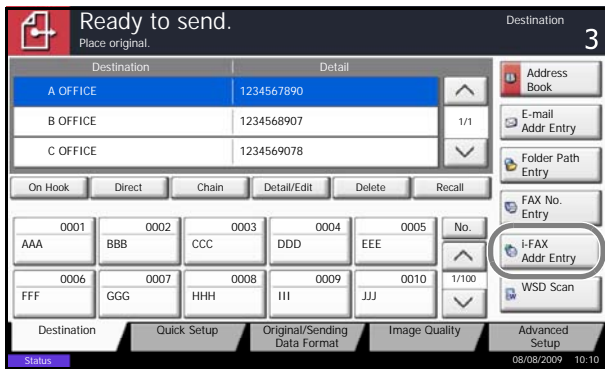 Ready to send.
Place original.
Destination
3
Destination Detail
A OFFICE 1234567890
B OFFICE 1234568907
C OFFICE 1234569078
1/1
On Hook Direct Chain Detail/Edit Delete Recall
0001 0002 0003 0004 0005 No.
AAA BBB CCC DDD EEE
0006 0007 0008 0009 0010 1/100
FFF GGG HHH III JJJ
Address
Book
E-mail
Addr Entry
Folder Path
Entry
FAX No.
Entry
i-FAX
Addr Entry
WSD Scan
Destination Quick Setup Original/Sending
Data Format Image Quality Advanced
Setup
Status 08/08/2009 10:10